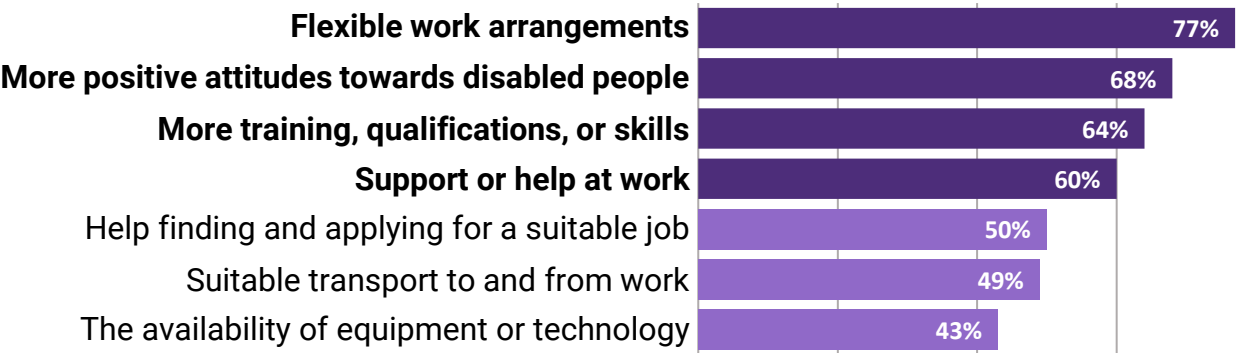 Flexible work arrangements 77%
More positive attitudes towards disabled people 68%
More training, qualifications, or skills 64%
Support or help at work 60%
Help finding and applying for a suitable job 50%
Suitable transport to and from work 49%
The availability of equipment or technology 43%